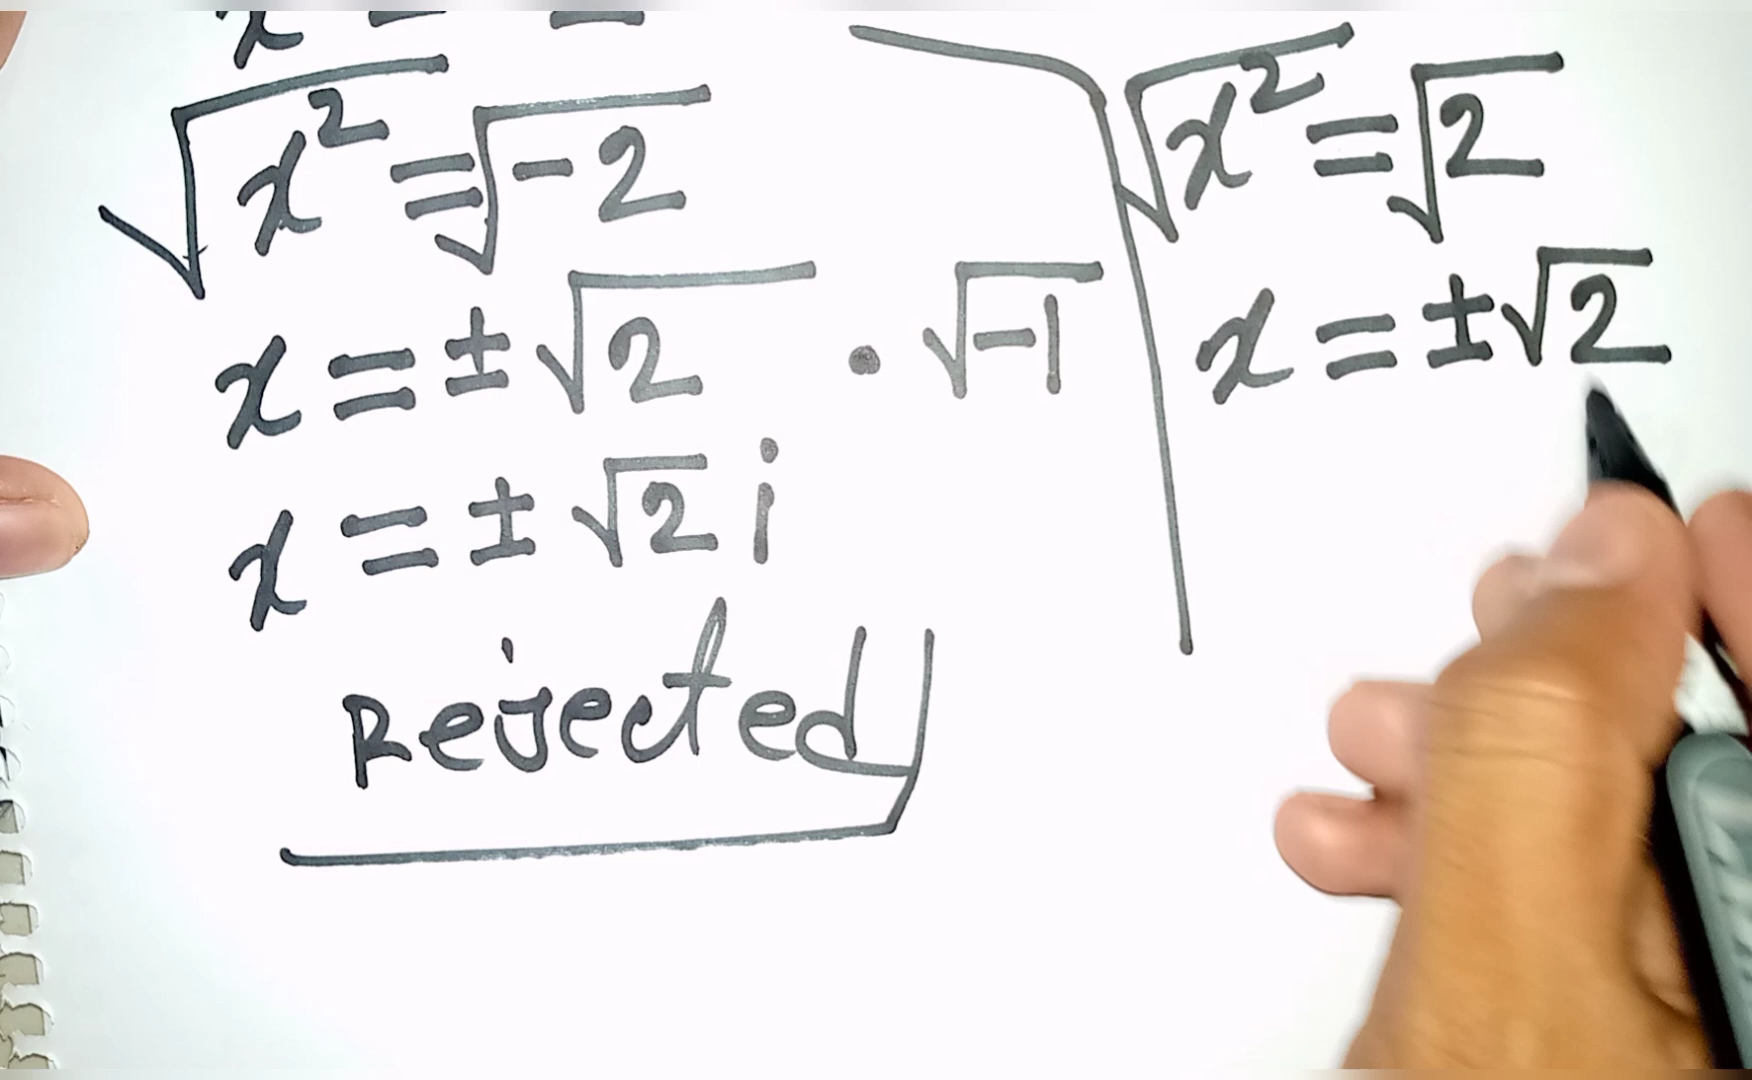 √x² = √-2
x = ±√2 · √-1
x = ±√2 i
Rejected
√x² = √2
x = ±√2